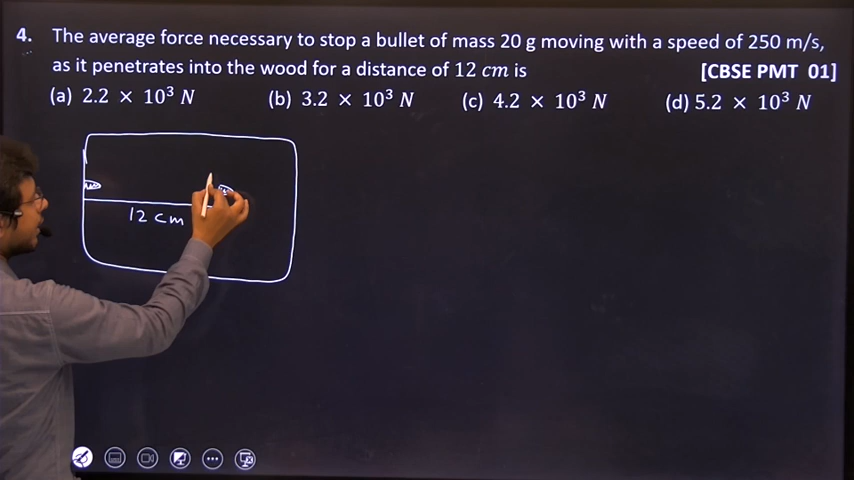 4. The average force necessary to stop a bullet of mass 20 g moving with a speed of 250 m/s,
as it penetrates into the wood for a distance of 12 cm is [CBSE PMT 01]
(a) 2.2 × 10³ N (b) 3.2 × 10³ N (c) 4.2 × 10³ N (d) 5.2 × 10³ N
12 cm